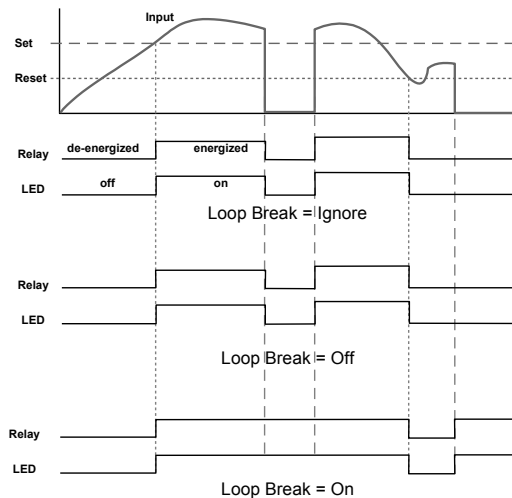 Input
Set
Reset
de-energized energized
Relay
off on
LED
Loop Break = Ignore
Relay
LED
Loop Break = Off
Relay
LED
Loop Break = On